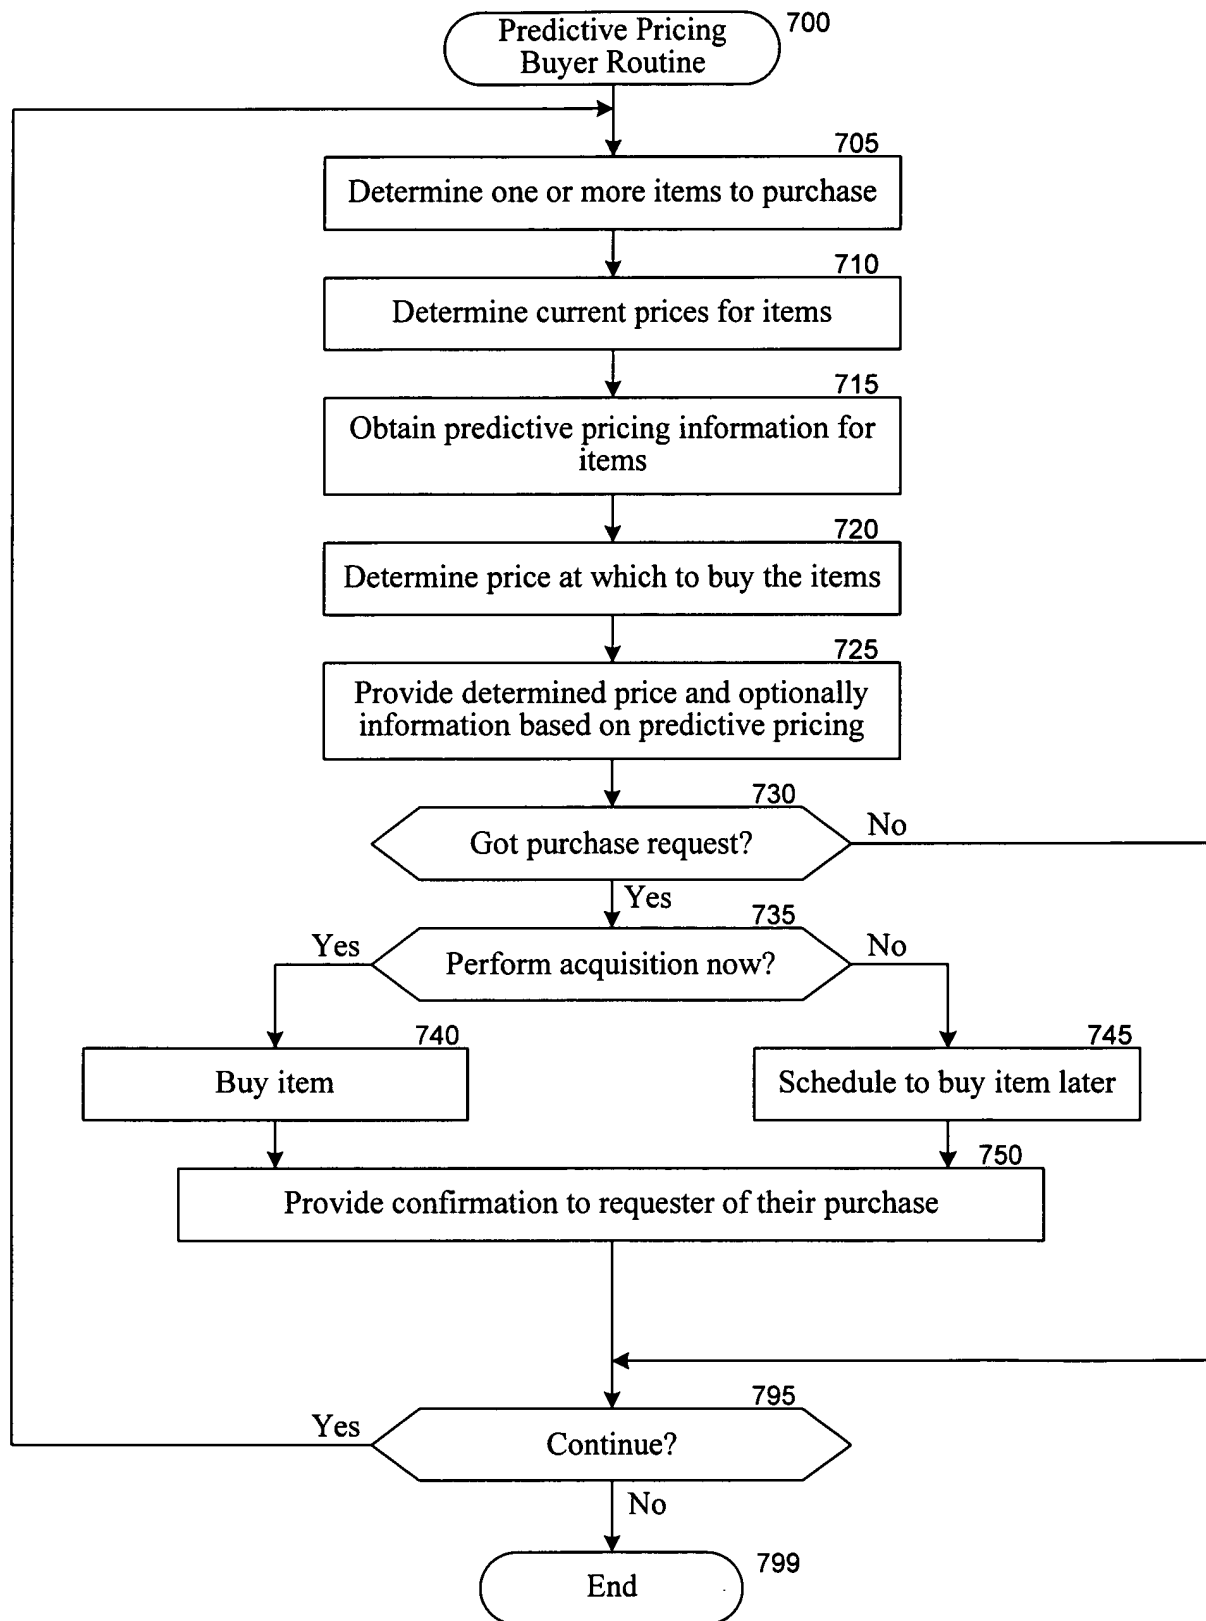 Predictive Pricing
Buyer Routine
700
705
Determine one or more items to purchase
710
Determine current prices for items
715
Obtain predictive pricing information for
items
720
Determine price at which to buy the items
725
Provide determined price and optionally
information based on predictive pricing
730
Got purchase request?
No
Yes
735
Yes
Perform acquisition now?
No
740
Buy item
745
Schedule to buy item later
750
Provide confirmation to requester of their purchase
795
Yes
Continue?
No
799
End